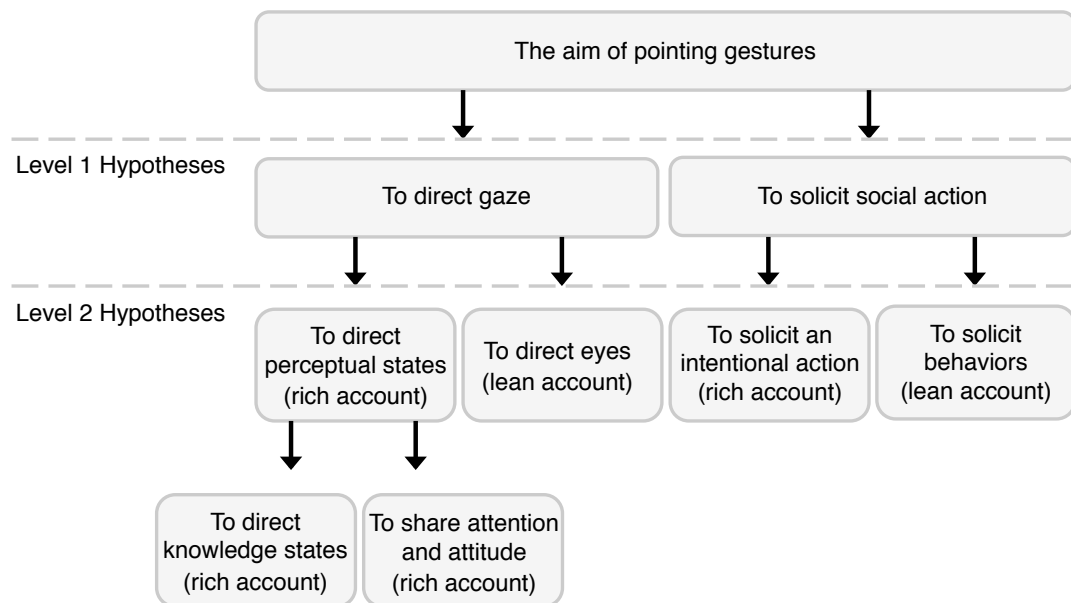 The aim of pointing gestures
Level 1 Hypotheses
To direct gaze
To solicit social action
Level 2 Hypotheses
To direct
perceptual states
(rich account)
To direct eyes
(lean account)
To solicit an
intentional action
(rich account)
To solicit
behaviors
(lean account)
To direct
knowledge states
(rich account)
To share attention
and attitude
(rich account)